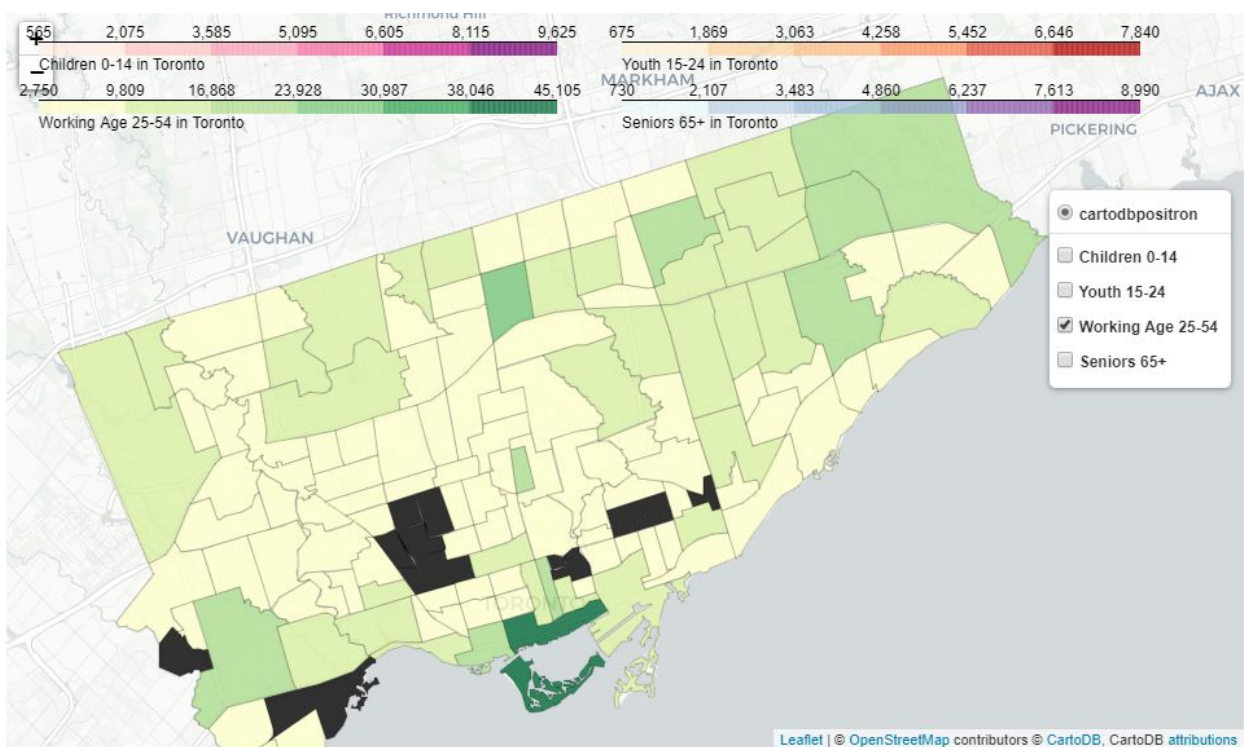 Richmond Hill
565 2,075 3,585 5,095 6,605 8,115 9,625
675 1,869 3,063 4,258 5,452 6,646 7,840
+
Children 0-14 in Toronto
Youth 15-24 in Toronto
−
MARKHAM
2,750 9,809 16,868 23,928 30,987 38,046 45,105
730 2,107 3,483 4,860 6,237 7,613 8,990
AJAX
Working Age 25-54 in Toronto
Seniors 65+ in Toronto
PICKERING
cartodbpositron
VAUGHAN
Children 0-14
Youth 15-24
Working Age 25-54
Seniors 65+
TORONTO
Leaflet | © OpenStreetMap contributors © CartoDB, CartoDB attributions